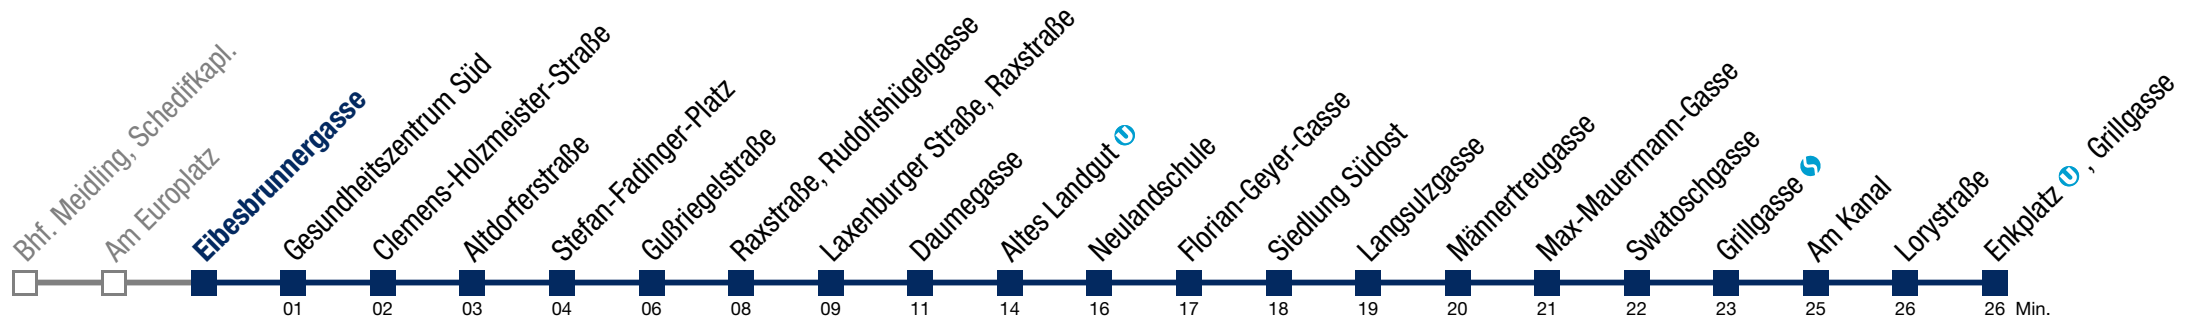 Bhf. Meidling, Schedifkapl.
Am Europlatz
Eibesbrunnergasse
Gesundheitszentrum Süd
Clemens-Holzmeister-Straße
Altdorferstraße
Stefan-Fadinger-Platz
Gußriegelstraße
Raxstraße, Rudolfshügelgasse
Laxenburger Straße, Raxstraße
Daumegasse
Altes Landgut U
Neulandschule
Florian-Geyer-Gasse
Siedlung Südost
Langsulzgasse
Männertreugasse
Max-Mauermann-Gasse
Swatoschgasse
Grillgasse S
Am Kanal
Lorystraße
Enkplatz U , Grillgasse
01 02 03 04 06 08 09 11 14 16 17 18 19 20 21 22 23 25 26 26 Min.